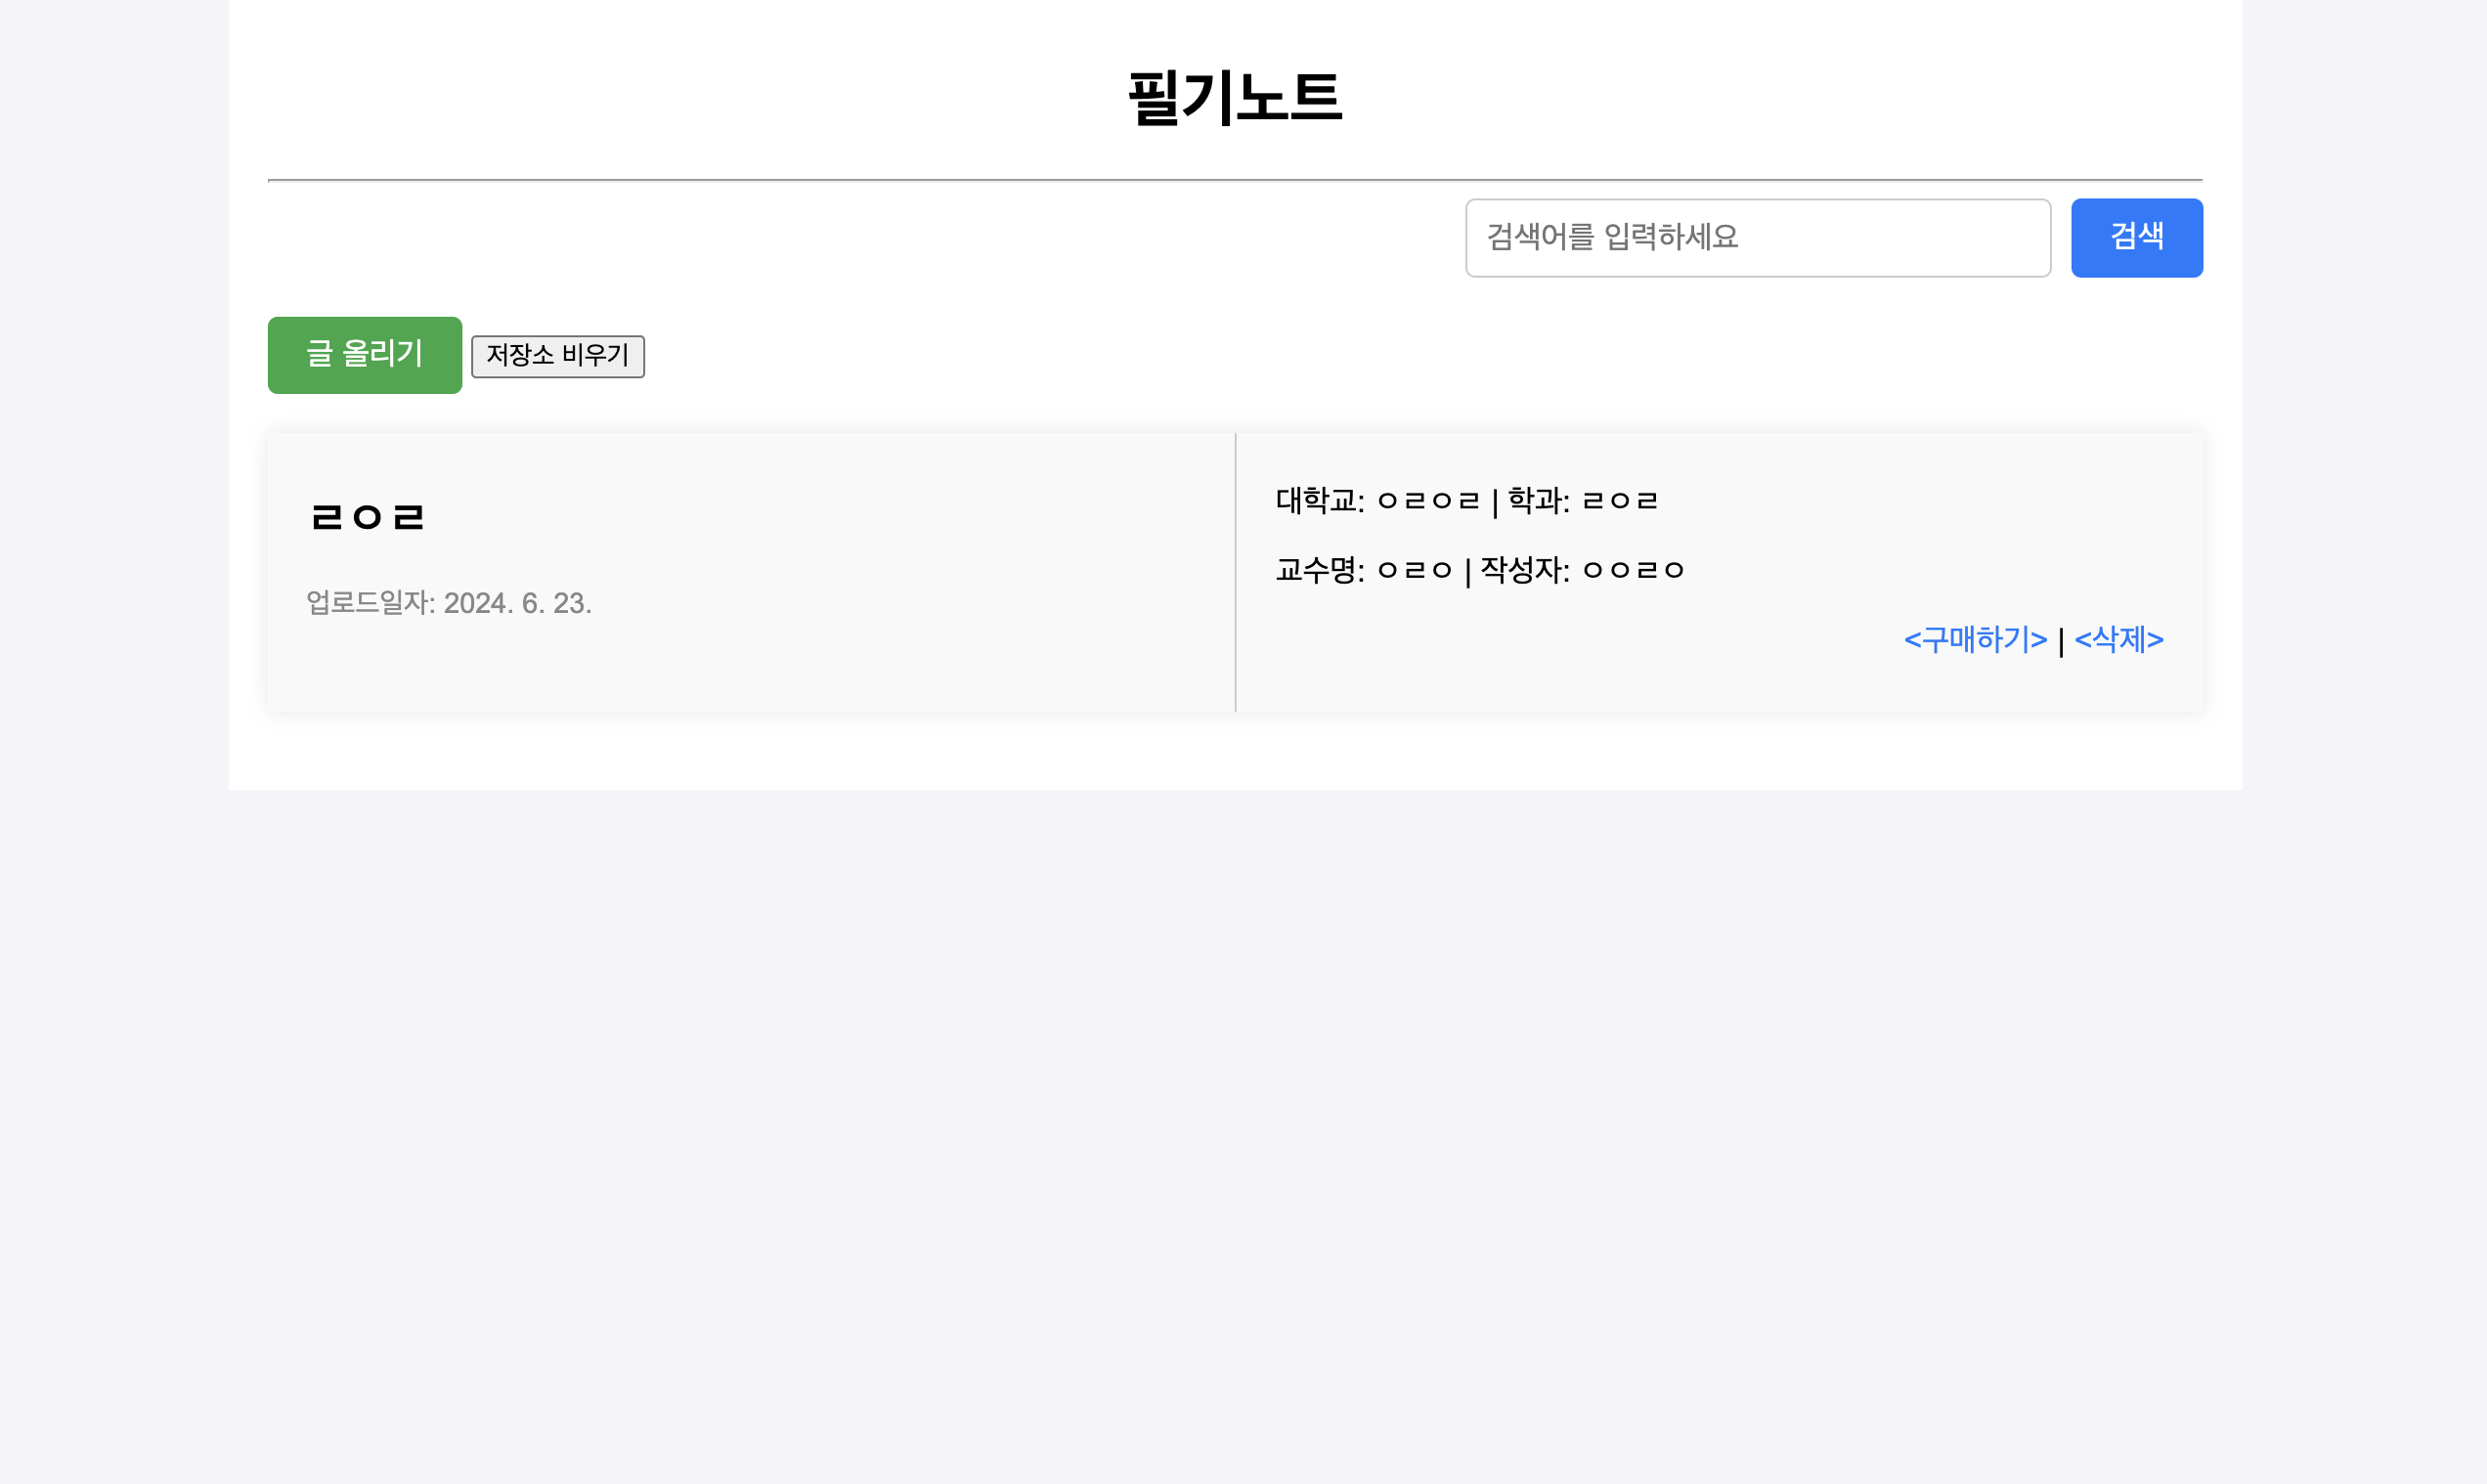 필기노트
검색어를 입력하세요 검색
글 올리기 저장소 비우기
ㄹㅇㄹ
업로드일자: 2024. 6. 23.
대학교: ㅇㄹㅇㄹ | 학과: ㄹㅇㄹ
교수명: ㅇㄹㅇ | 작성자: ㅇㅇㄹㅇ
<구매하기> | <삭제>